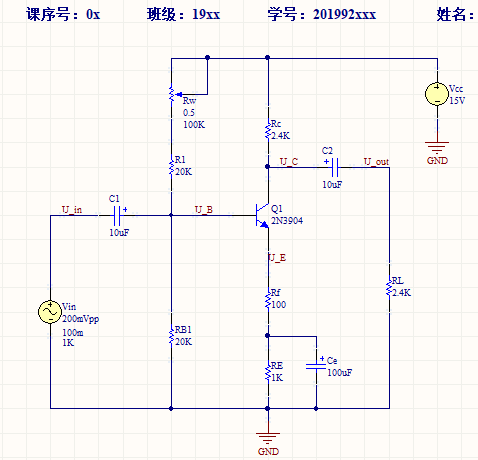 课序号：0x 班级：19xx 学号：201992xxx 姓名：
Vcc
15V
GND
Rw
0.5
100K
Rc
2.4K
R1
20K
U_C
C2
10uF
U_out
C1
U_in
10uF
U_B
Q1
2N3904
U_E
RL
2.4K
Rf
100
Vin
200mVpp
100m
1K
RB1
20K
RE
1K
Ce
100uF
GND